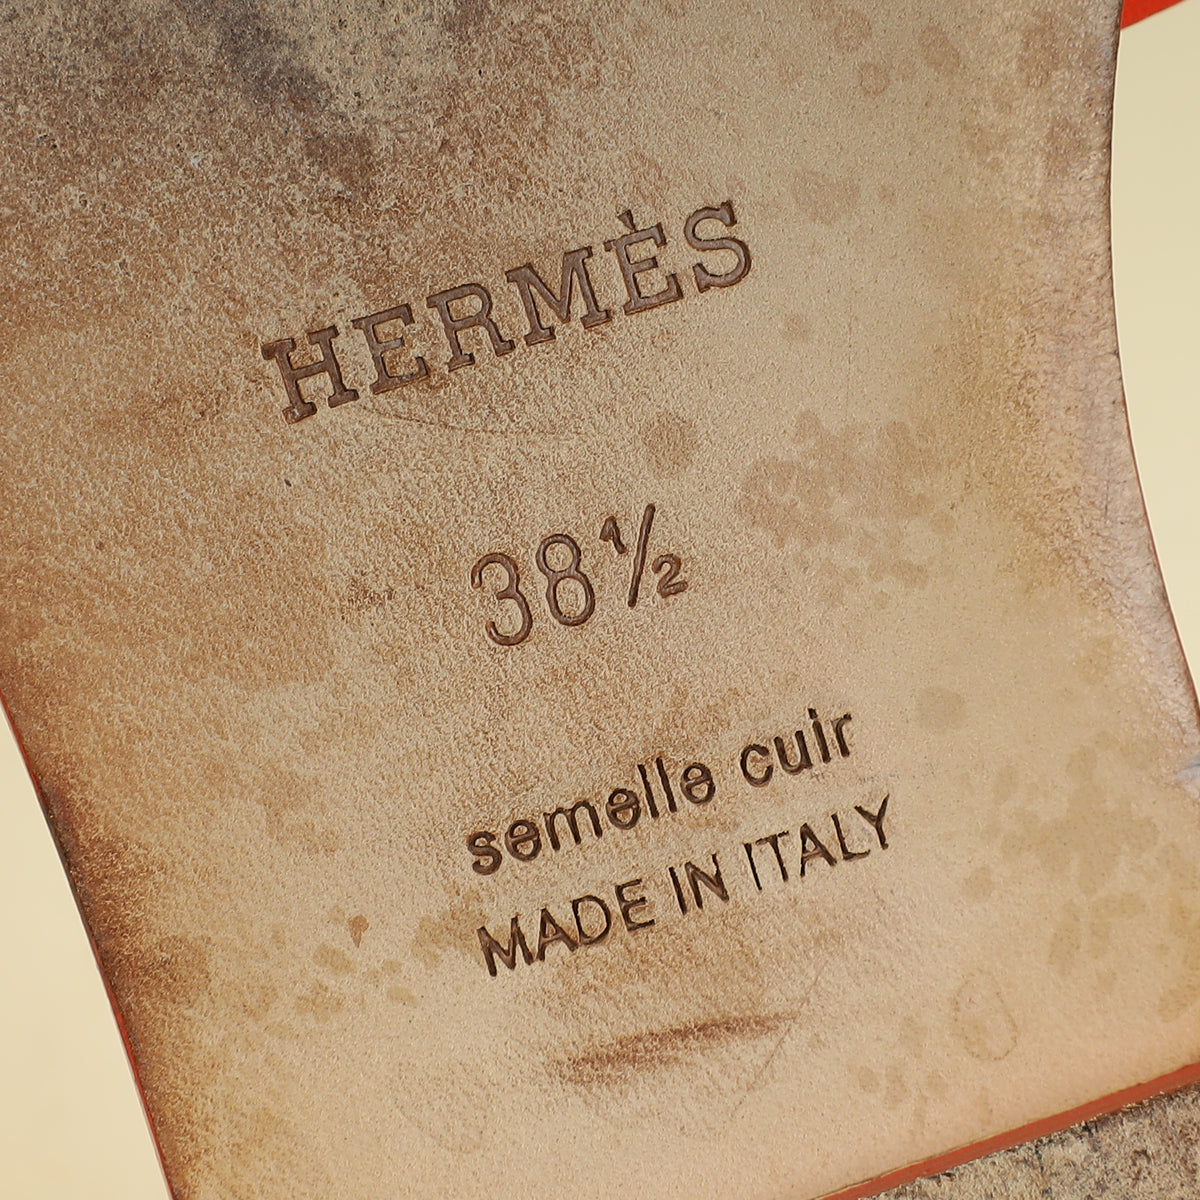 HERMÈS
38½
semelle cuir
MADE IN ITALY